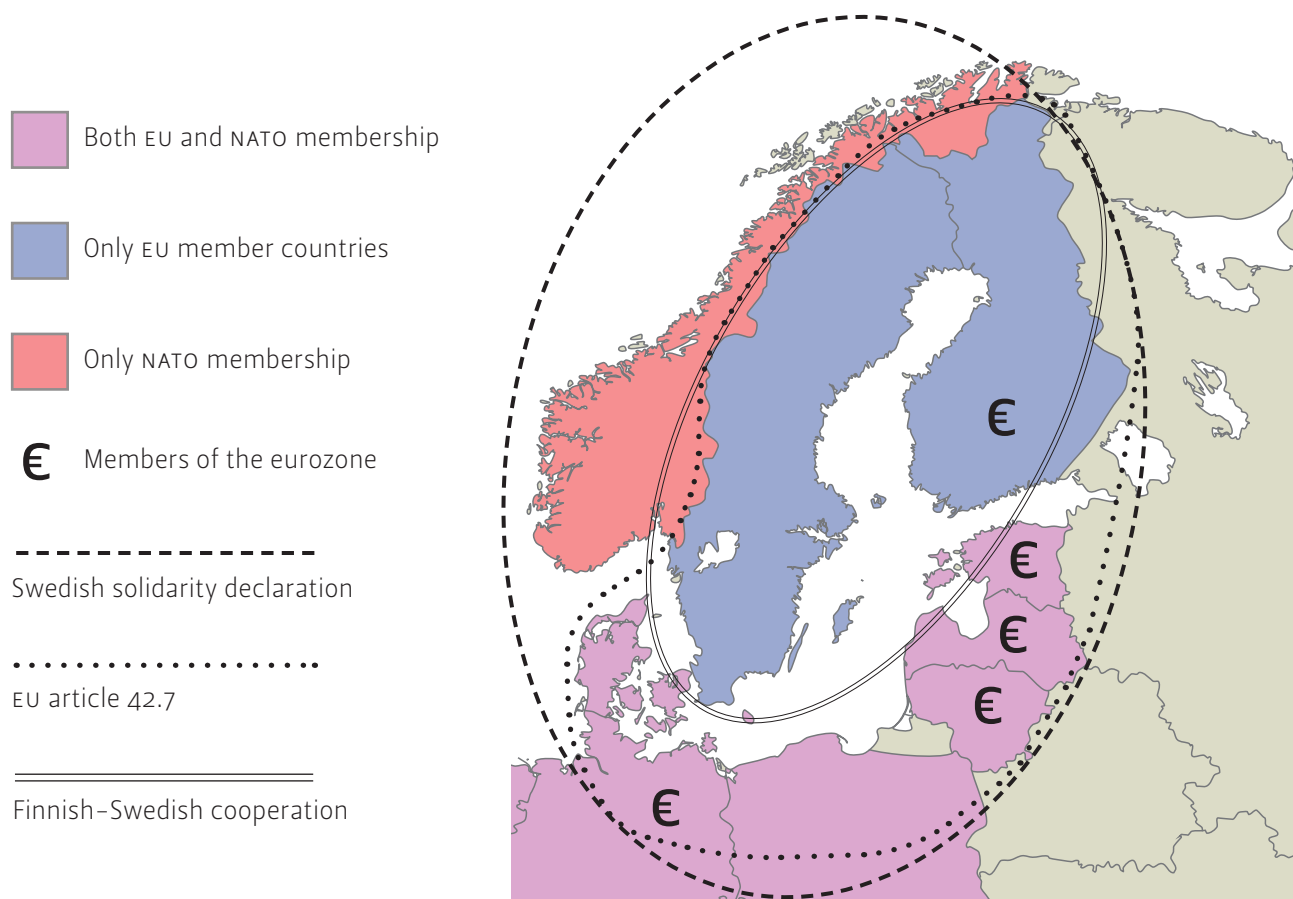 Both EU and NATO membership
Only EU member countries
Only NATO membership
€ Members of the eurozone
Swedish solidarity declaration
EU article 42.7
Finnish–Swedish cooperation
€
€
€
€
€